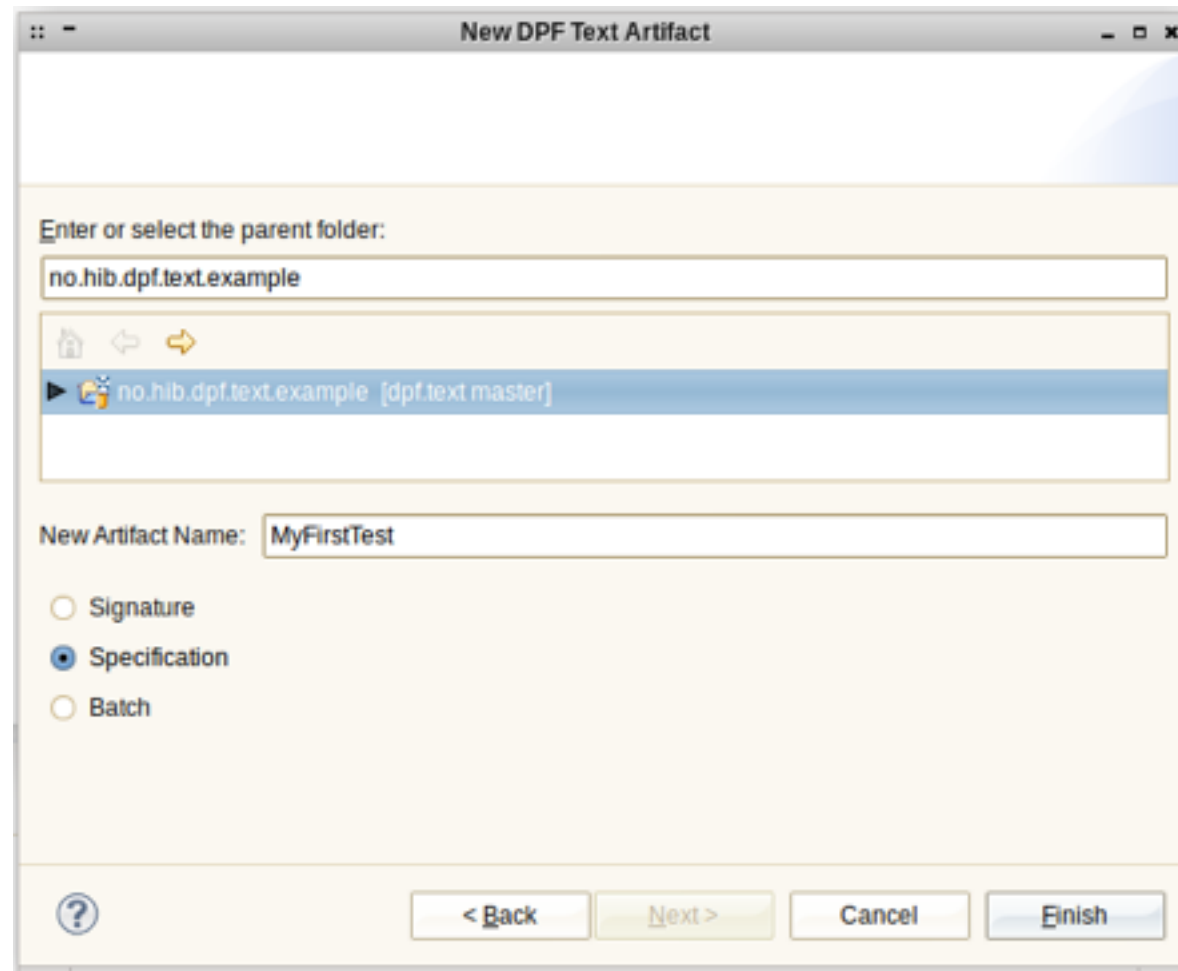 New DPF Text Artifact
Enter or select the parent folder:
no.hib.dpf.text.example
no.hib.dpf.text.example [dpf.text master]
New Artifact Name: MyFirstTest
Signature
Specification
Batch
? < Back Next > Cancel Finish